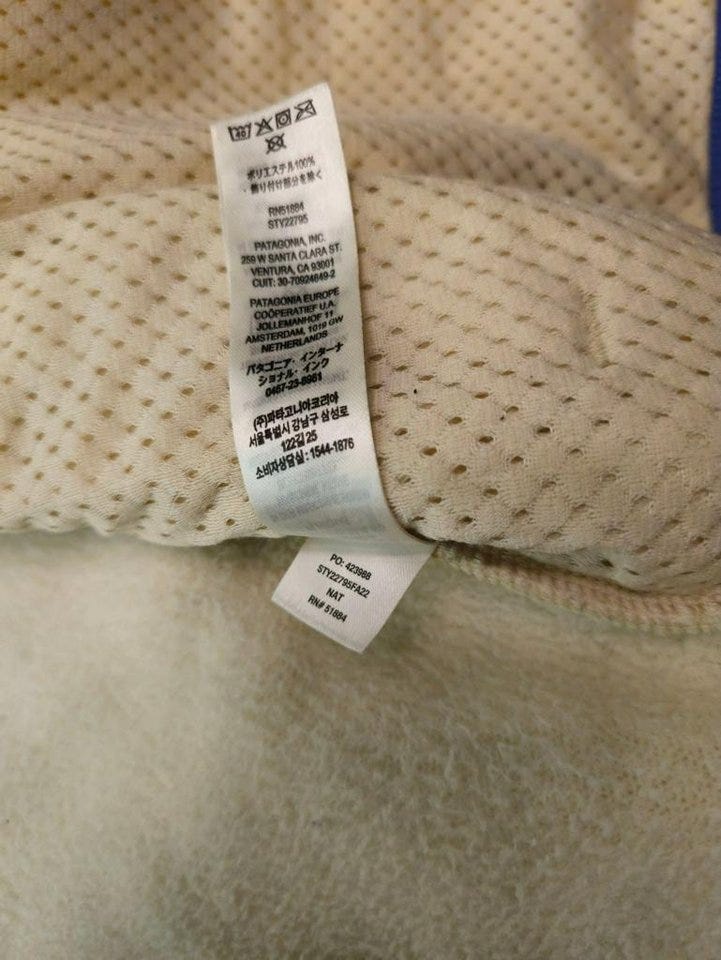 40
ポリエステル100%
・飾り付け部分を除く
RN51884
STY22795
PATAGONIA, INC.
259 W SANTA CLARA ST.
VENTURA, CA 93001
CUIT: 30-70924649-2
PATAGONIA EUROPE
COÖPERATIEF U.A.
JOLLEMANHOF 11
AMSTERDAM, 1019 GW
NETHERLANDS
パタゴニア・インターナ
ショナル・インク
0467-23-8961
(주)파타고니아코리아
서울특별시 강남구 삼성로
122길 25
소비자상담실 : 1544-1876
PO: 423968
STY22795FA22
NAT
RN# 51884